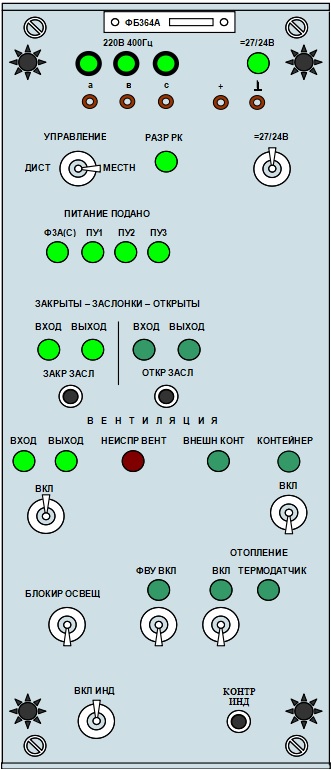 ФБ364А
220В 400Гц =27/24В
а в с +
УПРАВЛЕНИЕ РАЗР РК =27/24В
ДИСТ МЕСТН
ПИТАНИЕ ПОДАНО
ФЗА(С) ПУ1 ПУ2 ПУ3
ЗАКРЫТЫ – ЗАСЛОНКИ – ОТКРЫТЫ
ВХОД ВЫХОД ВХОД ВЫХОД
ЗАКР ЗАСЛ ОТКР ЗАСЛ
В Е Н Т И Л Я Ц И Я
ВХОД ВЫХОД НЕИСПР ВЕНТ ВНЕШН КОНТ КОНТЕЙНЕР
ВКЛ ВКЛ
ОТОПЛЕНИЕ
ФВУ ВКЛ ВКЛ ТЕРМОДАТЧИК
БЛОКИР ОСВЕЩ
ВКЛ ИНД КОНТР
ИНД